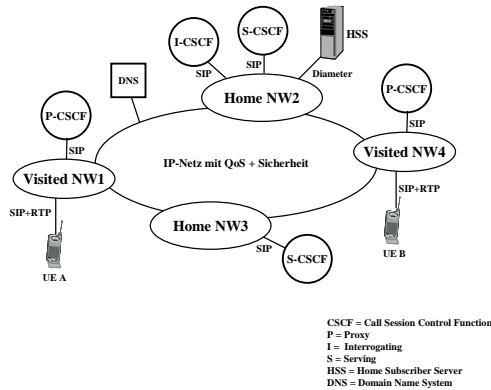 I-CSCF
S-CSCF
HSS
SIP
SIP
Diameter
DNS
P-CSCF
Home NW2
P-CSCF
SIP
SIP
IP-Netz mit QoS + Sicherheit
Visited NW4
Visited NW1
SIP+RTP
SIP+RTP
Home NW3
SIP
UE A
S-CSCF
UE B
CSCF = Call Session Control Function
P = Proxy
I = Interrogating
S = Serving
HSS = Home Subscriber Server
DNS = Domain Name System